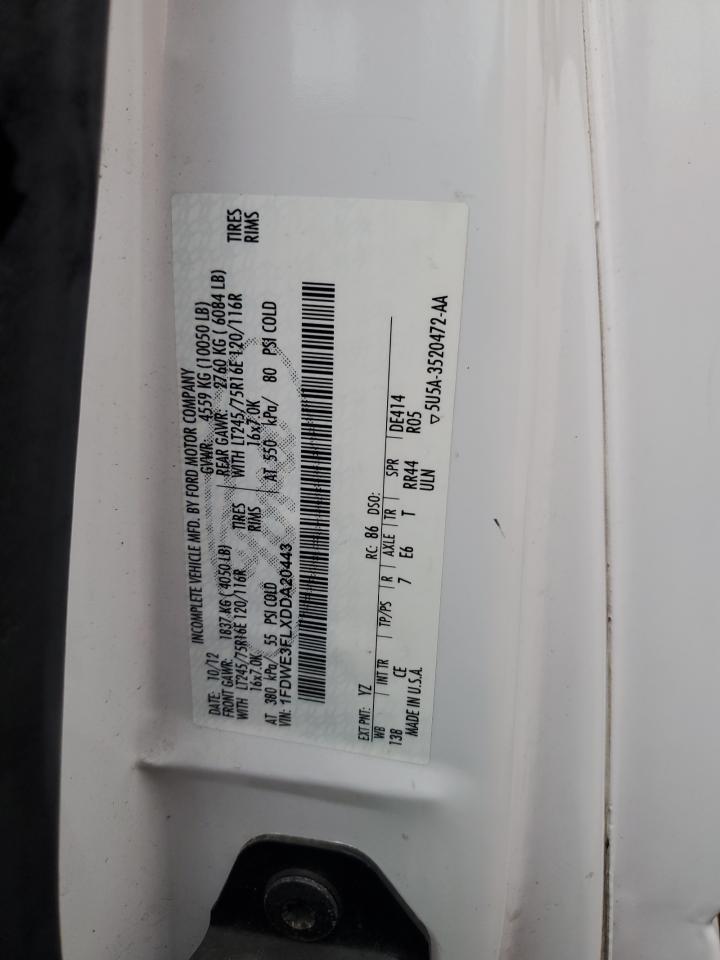 INCOMPLETE VEHICLE MFD. BY FORD MOTOR COMPANY
DATE: 10/12 GVWR: 4559 KG (10050 LB)
FRONT GAWR: 1837 KG ( 4050 LB) REAR GAWR: 2760 KG ( 6084 LB)
WITH LT245/75R16E 120/116R TIRES WITH LT245/75R16E 120/116R TIRES
16x7.0K RIMS 16x7.0K RIMS
AT 380 kPa/ 55 PSI COLD AT 550 kPa/ 80 PSI COLD
VIN: 1FDWE3FLXDDA20443
EXT PNT: YZ RC: 86 DSO:
WB INT TR TP/PS R AXLE TR SPR DE414
13B CE 7 E6 T RR44 R05
MADE IN U.S.A. ULN
▽5U5A-3520472-AA